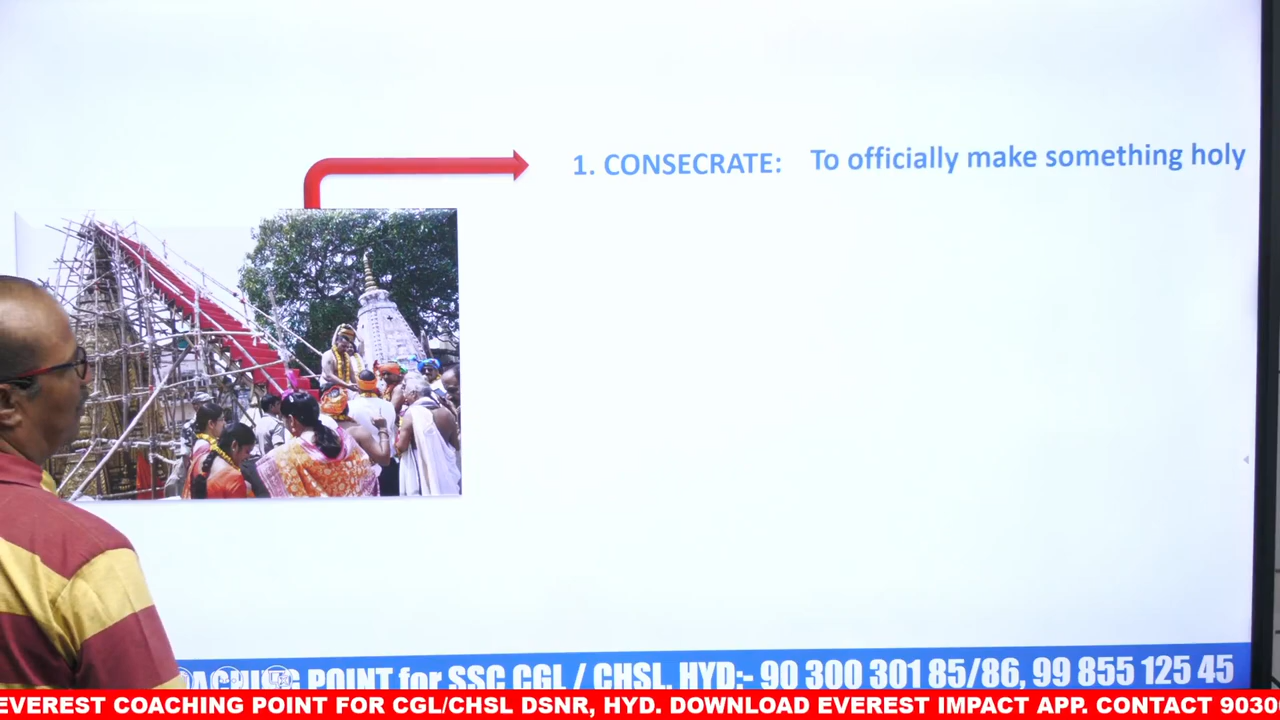 1. CONSECRATE: To officially make something holy
POINT for SSC CGL / CHSL, HYD:- 90 300 301 85/86, 99 855 125 45
EVEREST COACHING POINT FOR CGL/CHSL DSNR, HYD. DOWNLOAD EVEREST IMPACT APP. CONTACT 9030